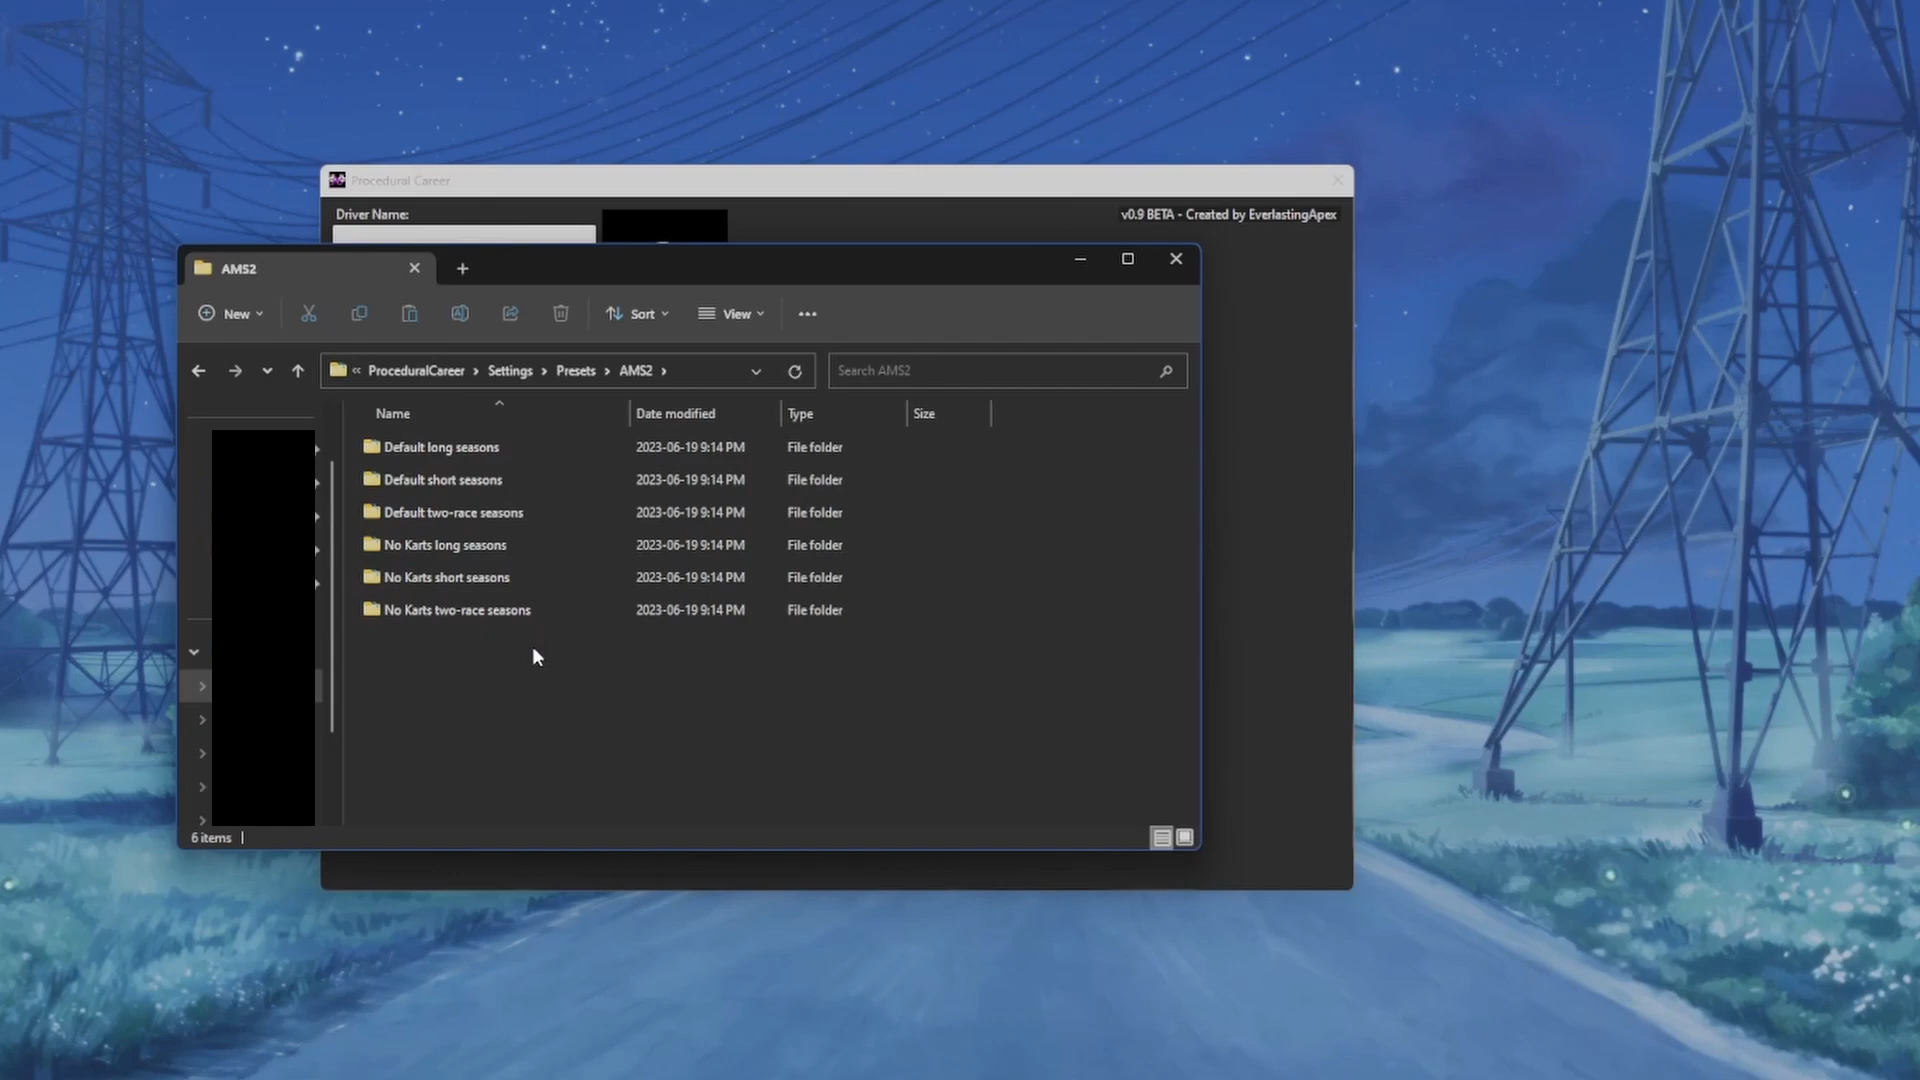 Procedural Career
Driver Name:
v0.9 BETA - Created by EverlastingApex
AMS2
New
Sort
View
« ProceduralCareer › Settings › Presets › AMS2 ›
Search AMS2
Name Date modified Type Size
Default long seasons 2023-06-19 9:14 PM File folder
Default short seasons 2023-06-19 9:14 PM File folder
Default two-race seasons 2023-06-19 9:14 PM File folder
No Karts long seasons 2023-06-19 9:14 PM File folder
No Karts short seasons 2023-06-19 9:14 PM File folder
No Karts two-race seasons 2023-06-19 9:14 PM File folder
6 items